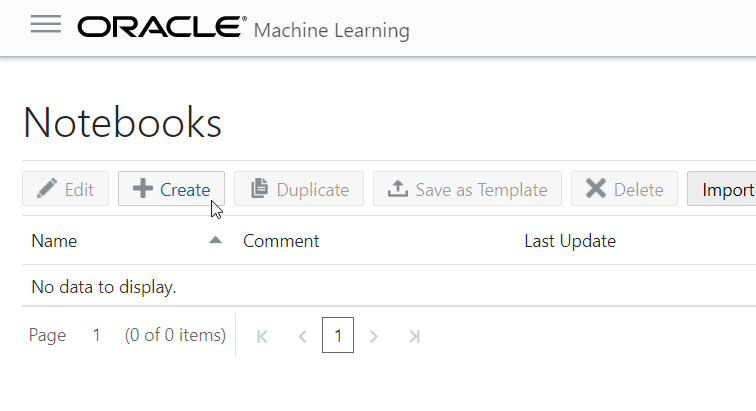 ORACLE® Machine Learning
Notebooks
Edit Create Duplicate Save as Template Delete Import
Name Comment Last Update
No data to display.
Page 1 (0 of 0 items) 1